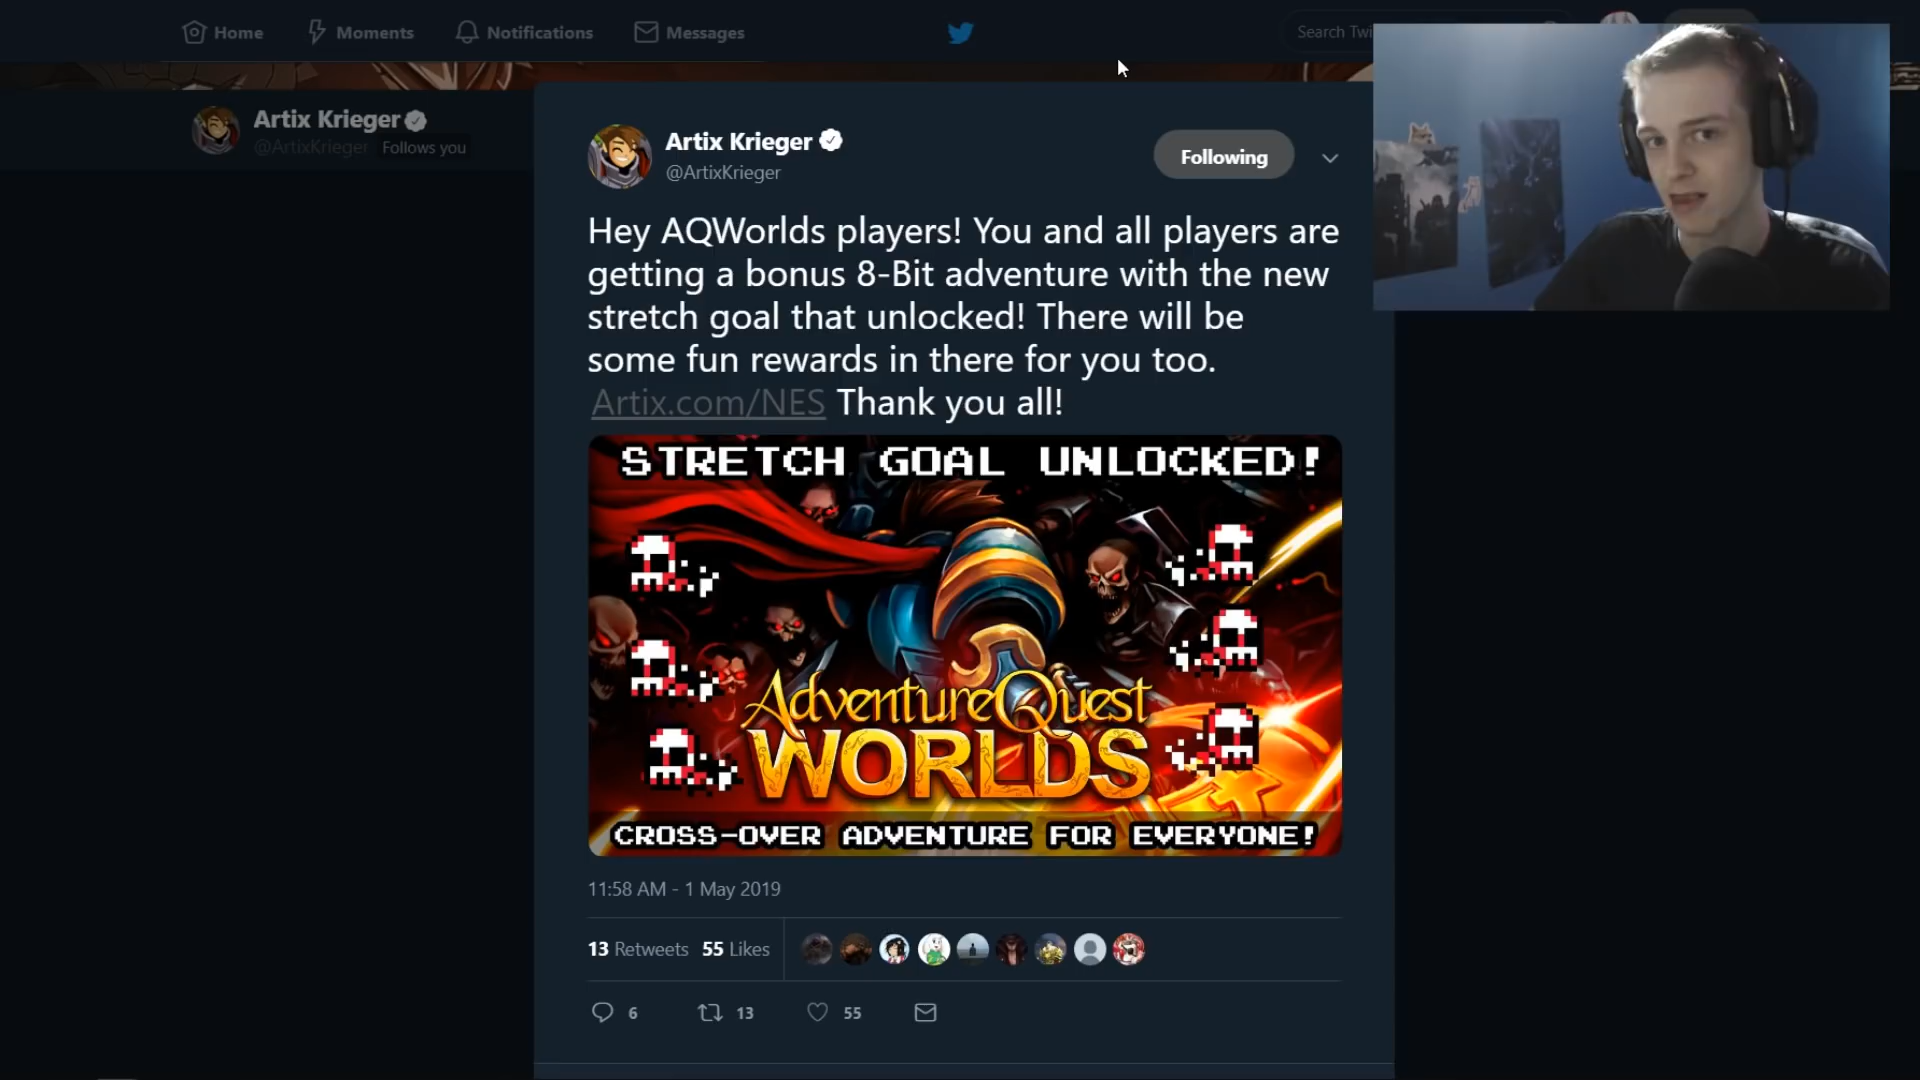 Home
Moments
Notifications
Messages
Search Twi
Artix Krieger
@ArtixKrieger Follows you
Artix Krieger
@ArtixKrieger
Following
Hey AQWorlds players! You and all players are
getting a bonus 8-Bit adventure with the new
stretch goal that unlocked! There will be
some fun rewards in there for you too.
Artix.com/NES Thank you all!
STRETCH GOAL UNLOCKED!
AdventureQuest
WORLDS
CROSS-OVER ADVENTURE FOR EVERYONE!
11:58 AM - 1 May 2019
13 Retweets 55 Likes
6
13
55